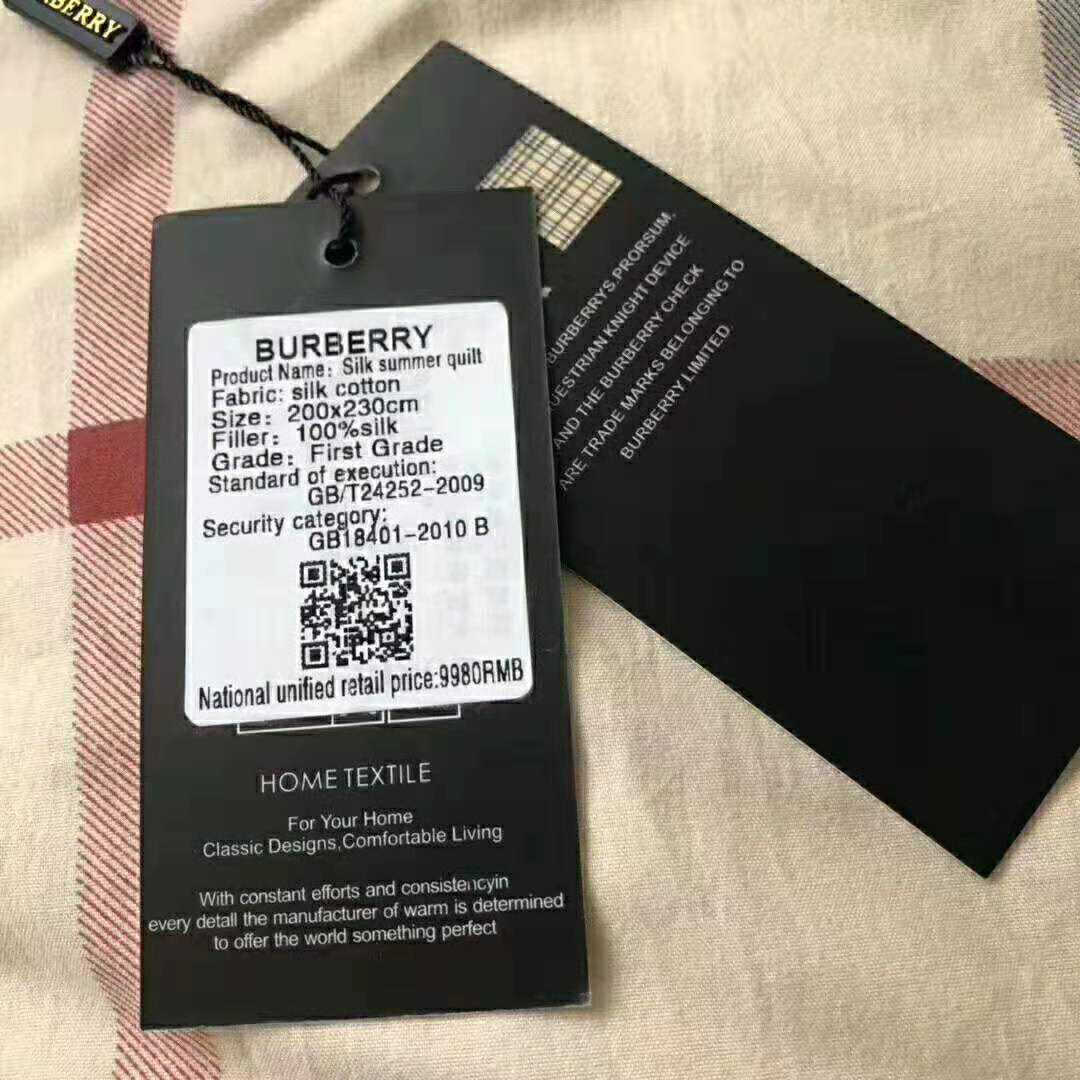 BURBERRY
Product Name: Silk summer quilt
Fabric: silk cotton
Size: 200x230cm
Filler: 100%silk
Grade: First Grade
Standard of execution:
GB/T24252-2009
Security category:
GB18401-2010 B
National unified retail price:9980RMB
HOME TEXTILE
For Your Home
Classic Designs,Comfortable Living
With constant efforts and consistencyin
every detall the manufacturer of warm is determined
to offer the world something perfect
BURBERRYS.PRORSUM.
KNIGHT DEVICE
AND THE BURBERRY CHECK
ARE TRADE MARKS BELONGING TO
BURBERRY LIMITED.